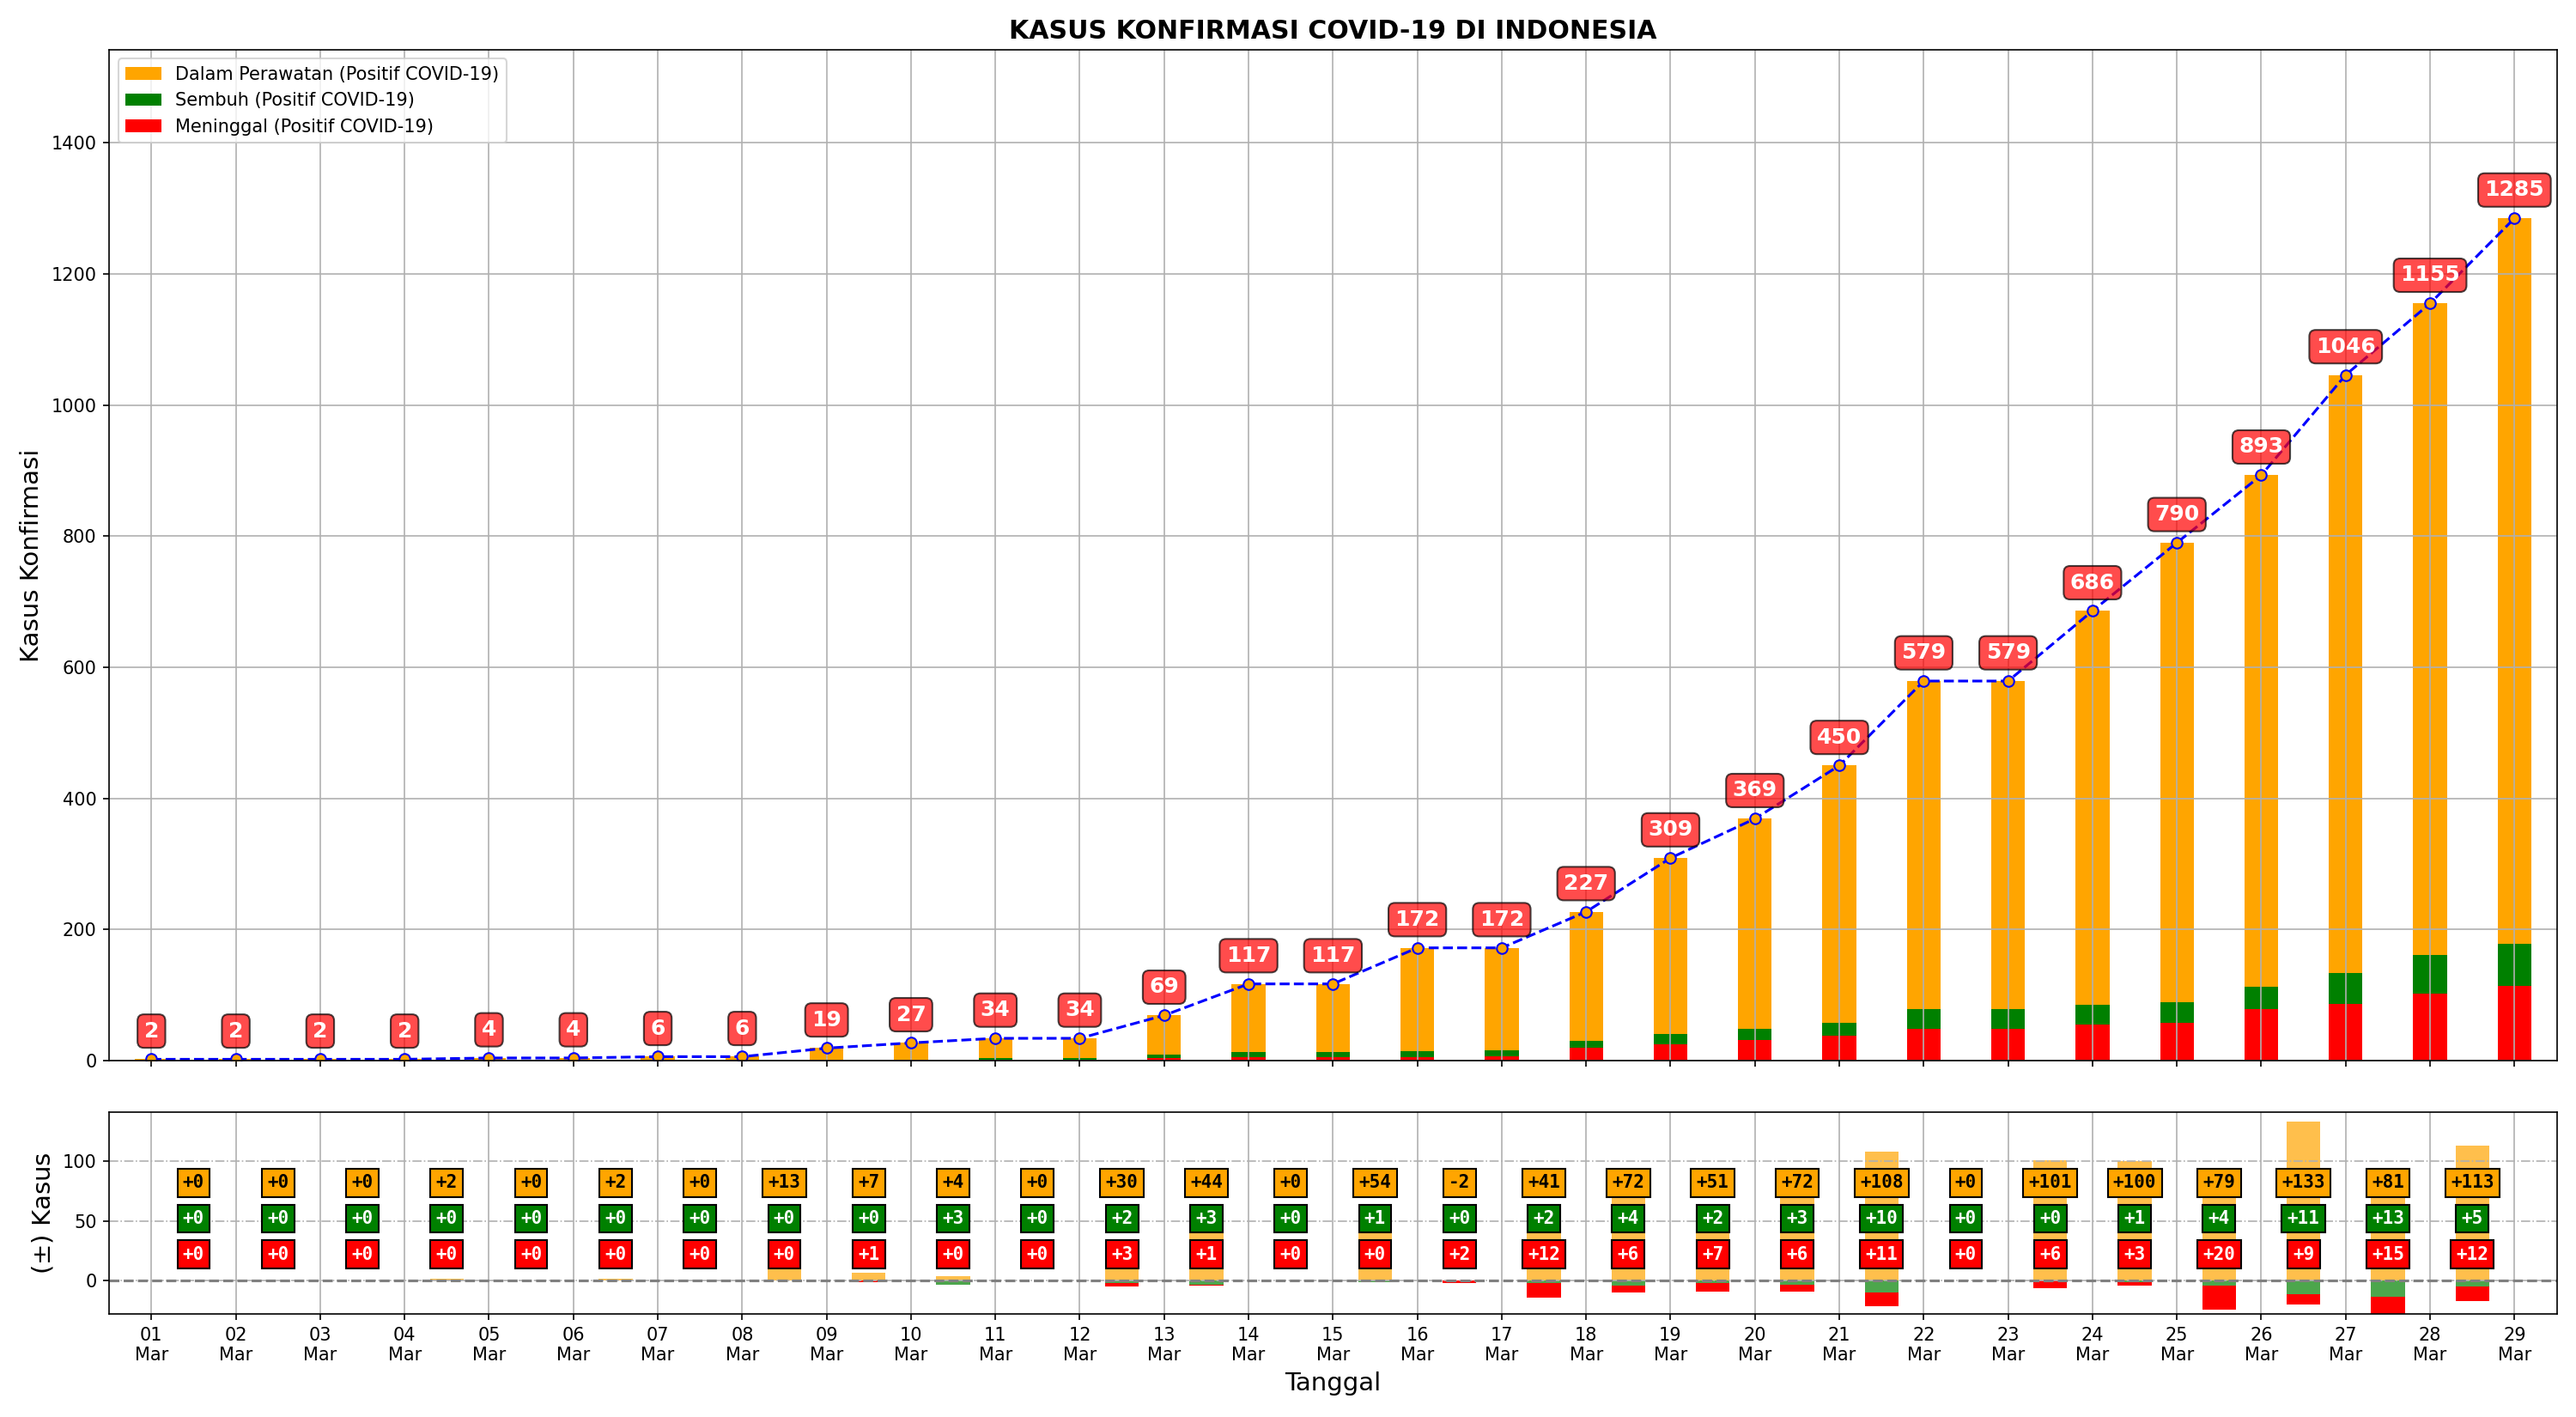 KASUS KONFIRMASI COVID-19 DI INDONESIA
Dalam Perawatan (Positif COVID-19)
Sembuh (Positif COVID-19)
Meninggal (Positif COVID-19)
Kasus Konfirmasi
1400
1200
1000
800
600
400
200
0
2 2 2 2 4 4 6 6 19 27 34 34 69 117 117 172 172 227 309 369 450 579 579 686 790 893 1046 1155 1285
(±) Kasus
100
50
0
+0 +0 +0 +2 +0 +2 +0 +13 +7 +4 +0 +30 +44 +0 +54 -2 +41 +72 +51 +72 +108 +0 +101 +100 +79 +133 +81 +113
+0 +0 +0 +0 +0 +0 +0 +0 +0 +3 +0 +2 +3 +0 +1 +0 +2 +4 +2 +3 +10 +0 +0 +1 +4 +11 +13 +5
+0 +0 +0 +0 +0 +0 +0 +0 +1 +0 +0 +3 +1 +0 +0 +2 +12 +6 +7 +6 +11 +0 +6 +3 +20 +9 +15 +12
01 02 03 04 05 06 07 08 09 10 11 12 13 14 15 16 17 18 19 20 21 22 23 24 25 26 27 28 29
Mar Mar Mar Mar Mar Mar Mar Mar Mar Mar Mar Mar Mar Mar Mar Mar Mar Mar Mar Mar Mar Mar Mar Mar Mar Mar Mar Mar Mar
Tanggal